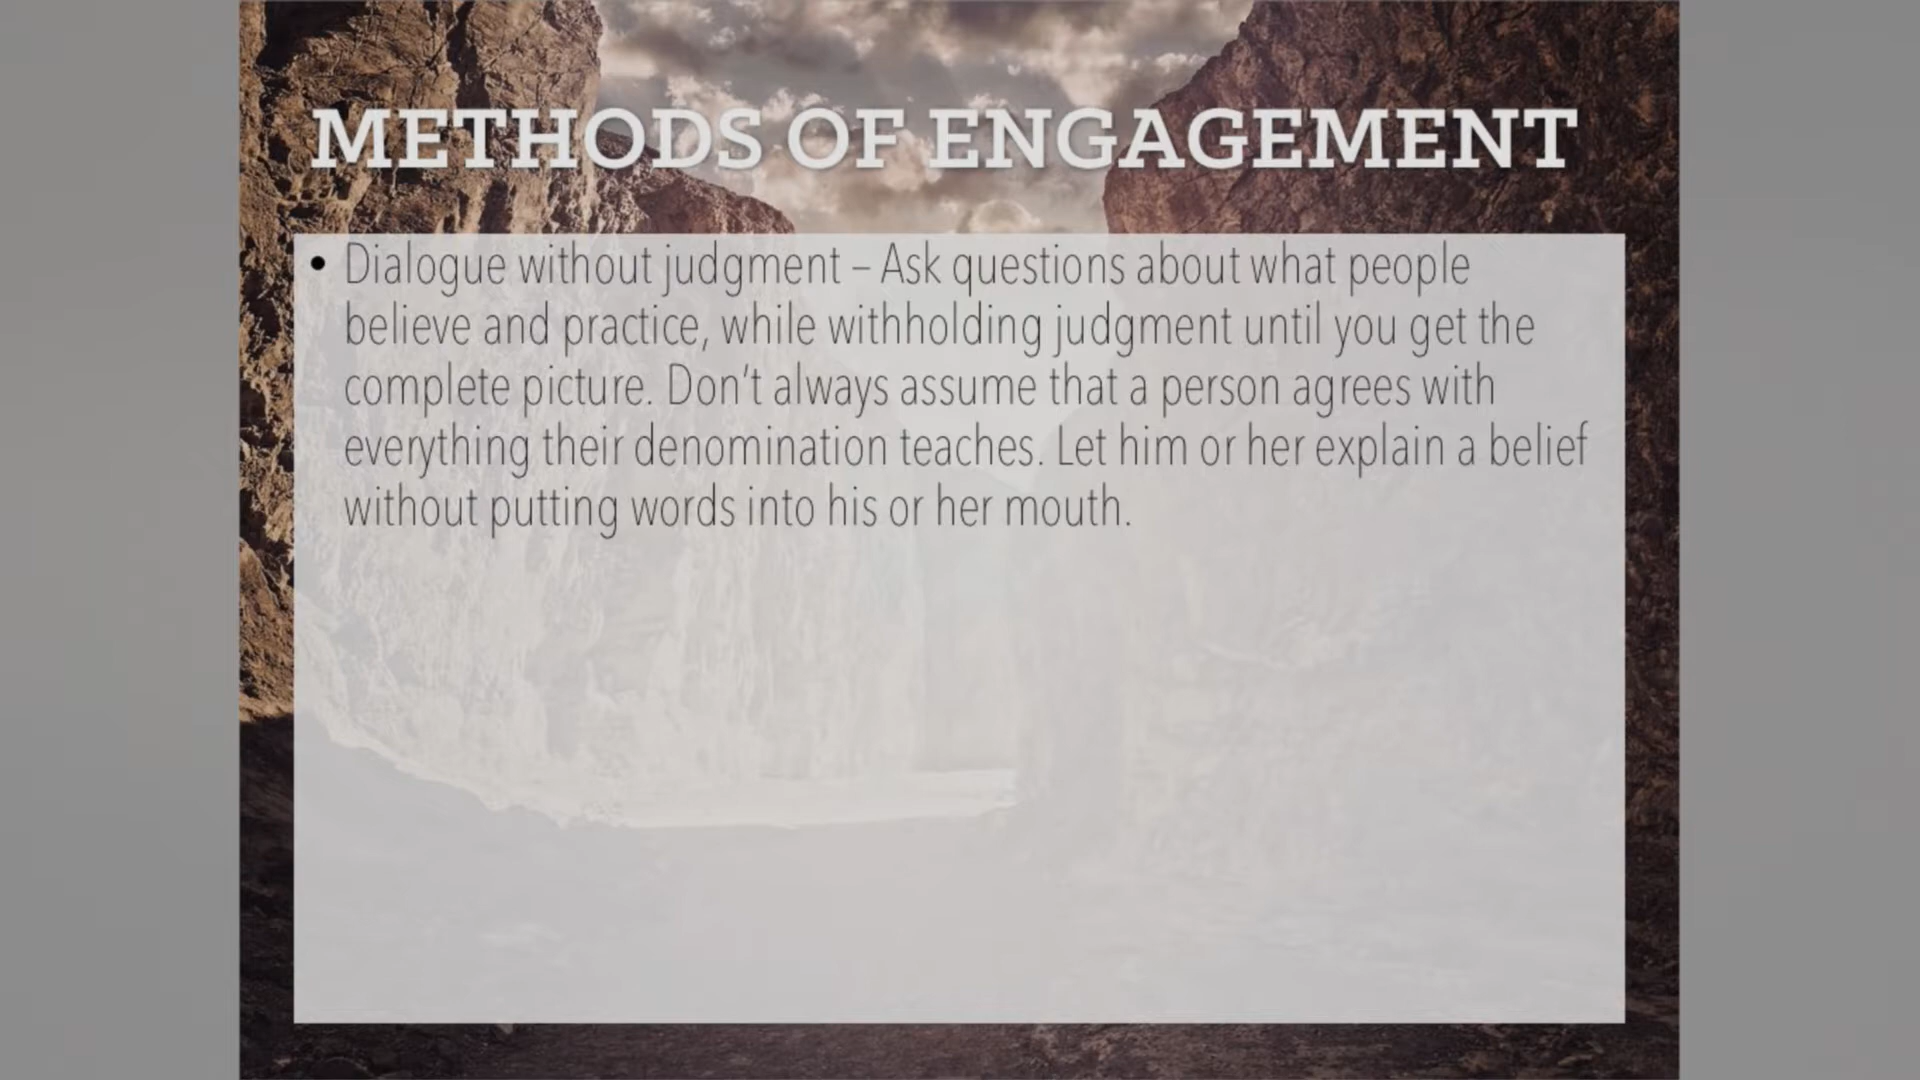 METHODS OF ENGAGEMENT
• Dialogue without judgment – Ask questions about what people
believe and practice, while withholding judgment until you get the
complete picture. Don’t always assume that a person agrees with
everything their denomination teaches. Let him or her explain a belief
without putting words into his or her mouth.